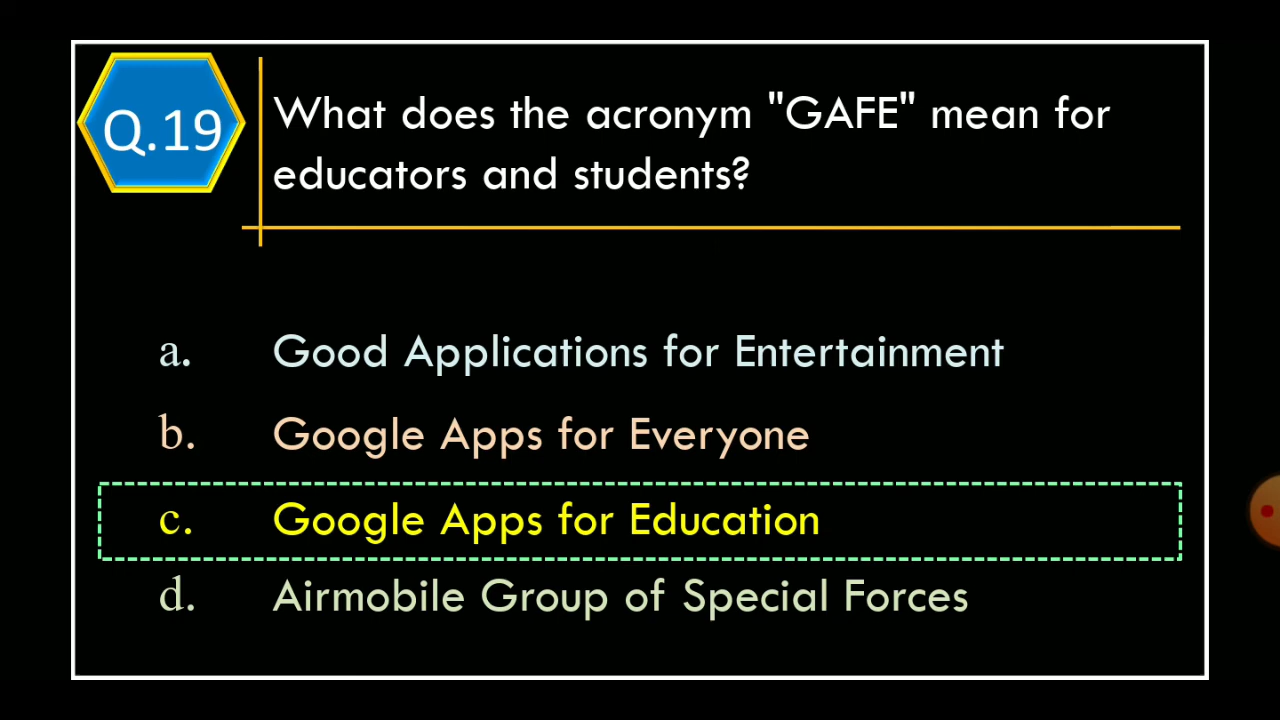 Q.19
What does the acronym "GAFE" mean for
educators and students?
a. Good Applications for Entertainment
b. Google Apps for Everyone
c. Google Apps for Education
d. Airmobile Group of Special Forces